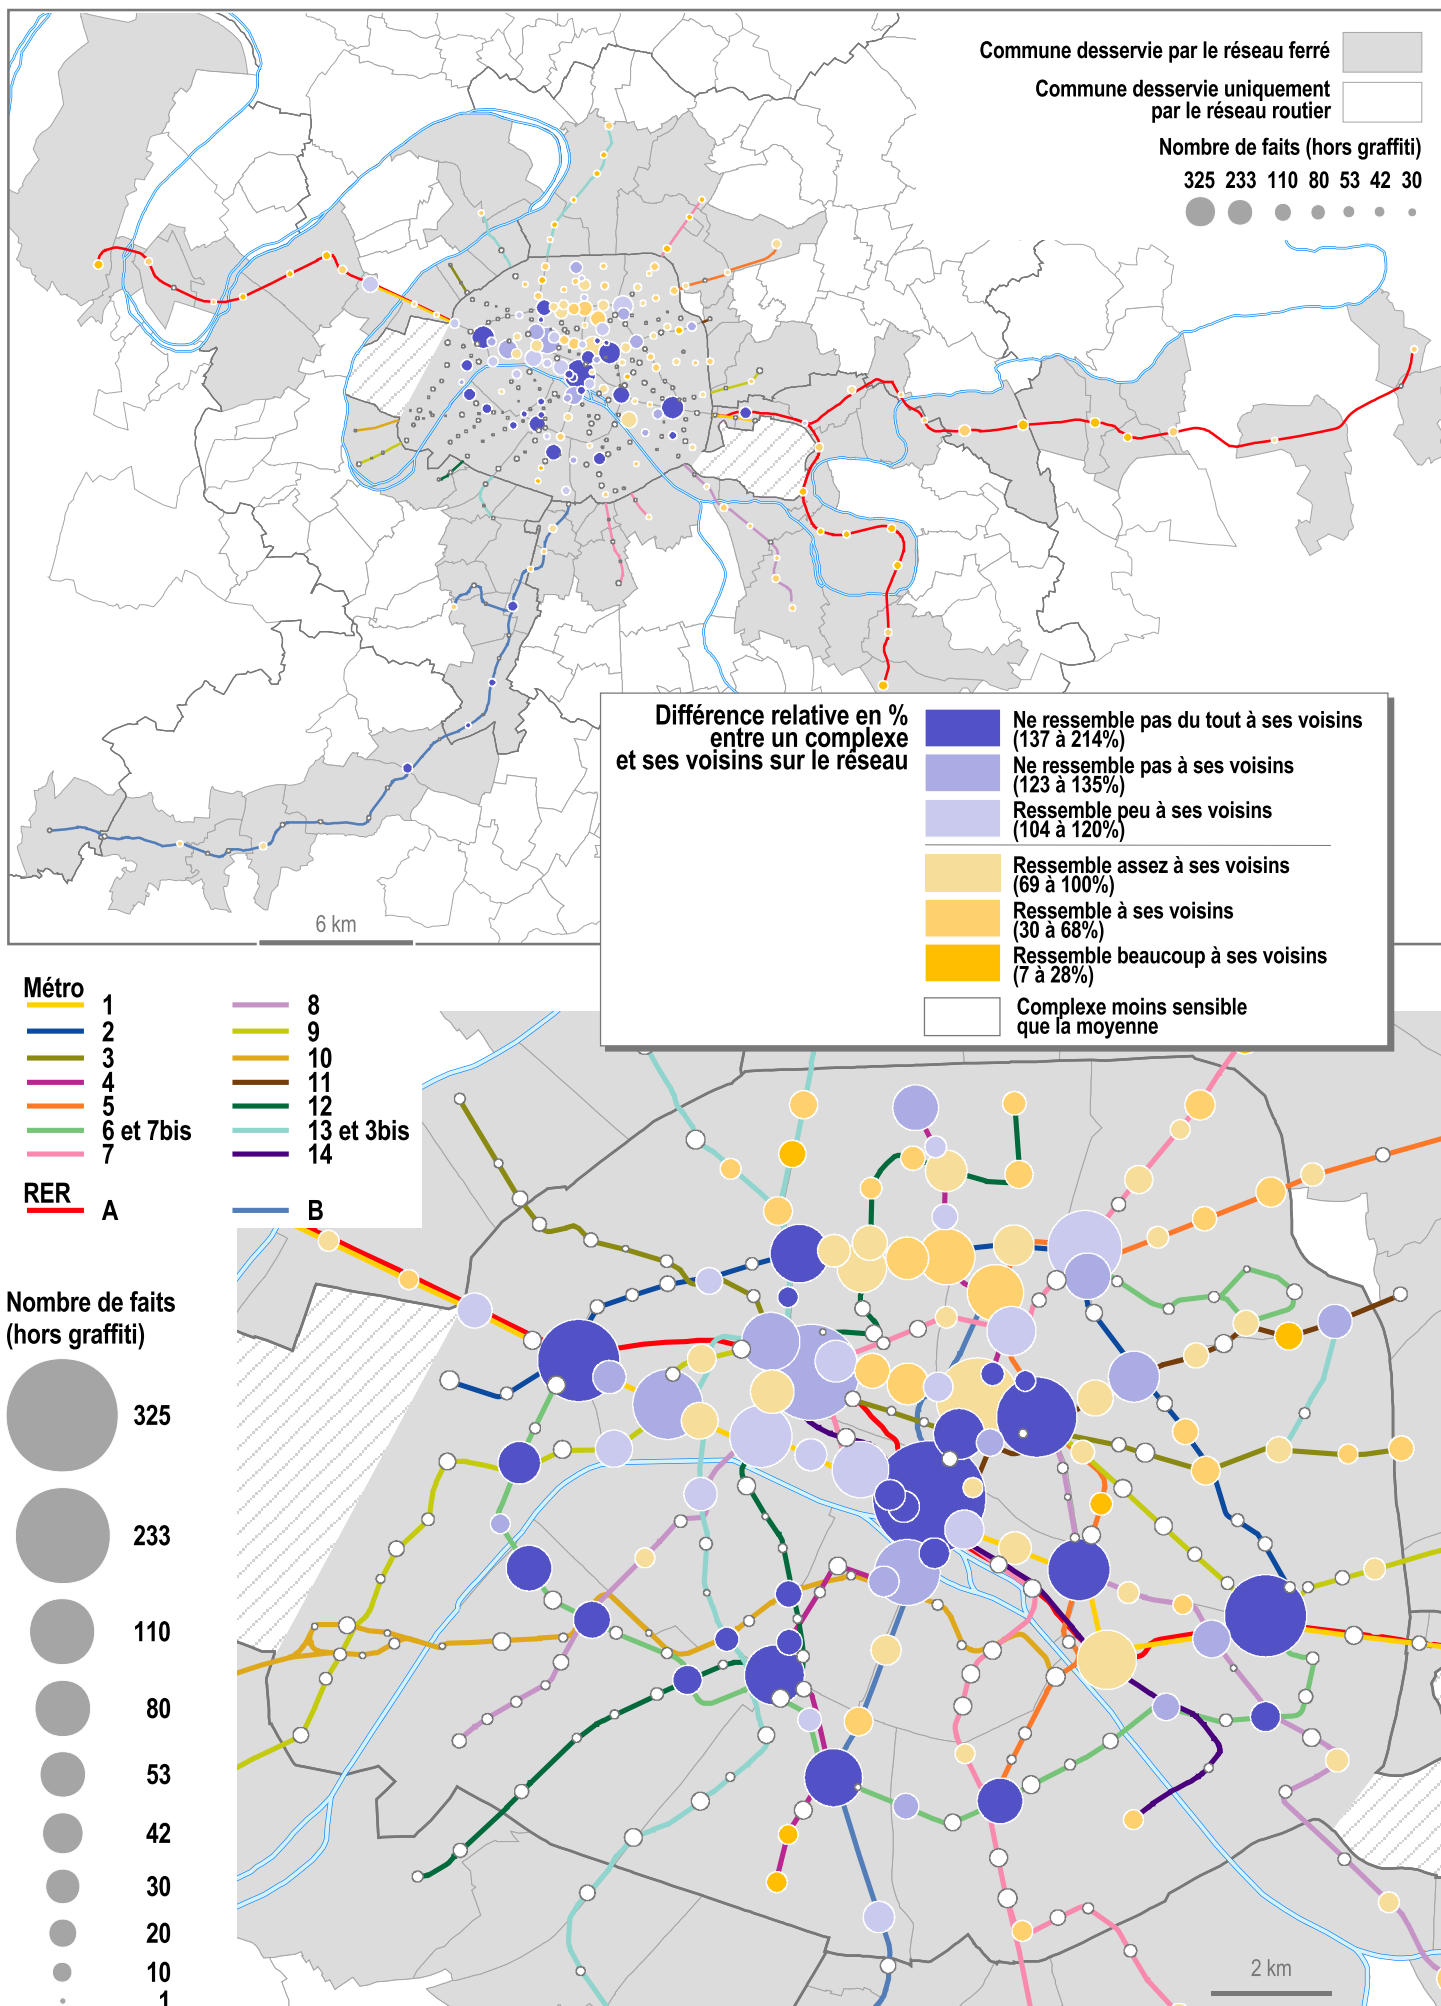 Commune desservie par le réseau ferré
Commune desservie uniquement
par le réseau routier
Nombre de faits (hors graffiti)
325 233 110 80 53 42 30
Différence relative en %
entre un complexe
et ses voisins sur le réseau
Ne ressemble pas du tout à ses voisins
(137 à 214%)
Ne ressemble pas à ses voisins
(123 à 135%)
Ressemble peu à ses voisins
(104 à 120%)
Ressemble assez à ses voisins
(69 à 100%)
Ressemble à ses voisins
(30 à 68%)
Ressemble beaucoup à ses voisins
(7 à 28%)
Complexe moins sensible
que la moyenne
6 km
Métro
1 8
2 9
3 10
4 11
5 12
6 et 7bis 13 et 3bis
7 14
RER
A B
Nombre de faits
(hors graffiti)
325
233
110
80
53
42
30
20
10
1
2 km